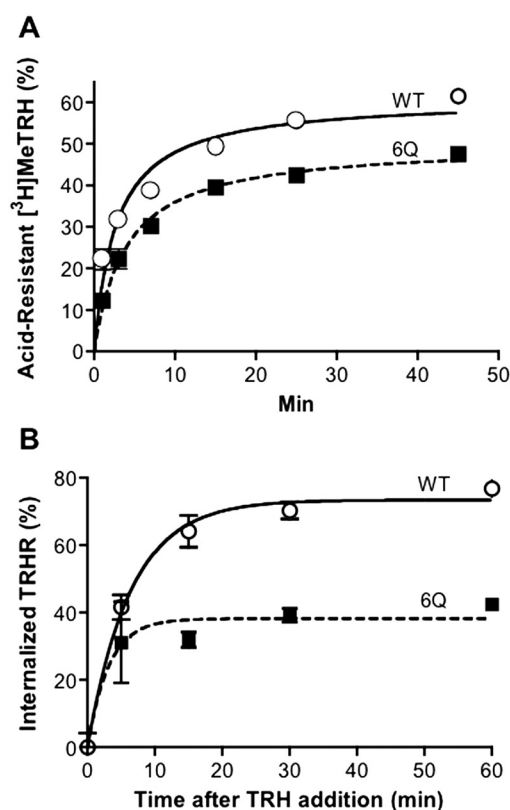 A
Acid-Resistant [³H]MeTRH (%)
60
50
40
30
20
10
0
WT
6Q
0 10 20 30 40 50
Min
B
Internalized TRHR (%)
80
60
40
20
0
WT
6Q
0 10 20 30 40 50 60
Time after TRH addition (min)